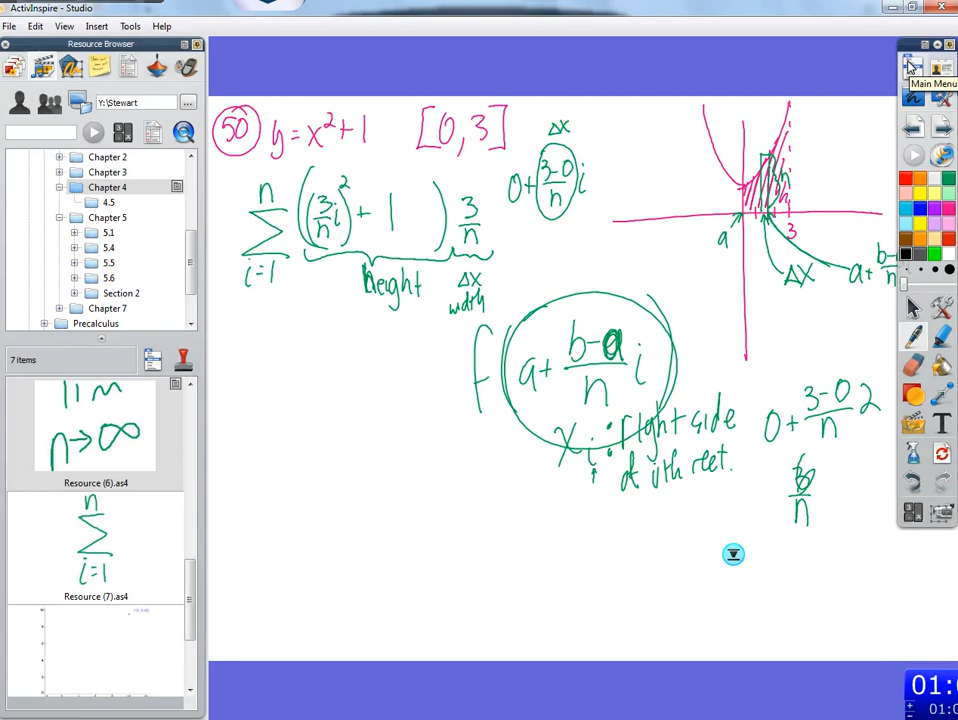 ActivInspire - Studio
File Edit View Insert Tools Help
Resource Browser
Y:\Stewart
Chapter 2
Chapter 3
Chapter 4
4.5
Chapter 5
5.1
5.4
5.5
5.6
Section 2
Chapter 7
Precalculus
7 items
lim
n→∞
Resource (6).as4
n
∑
i=1
Resource (7).as4
Main Menu
50 y=x²+1 [0,3]
n
∑ ((3/n i)² + 1) 3/n
i=1
height
Δx
width
Δx
0+ (3-0)/n i
a
3
Δx
a+ b-
n
f(a+ (b-a)/n i)
xi : right side
of ith rect.
0+ (3-0)/n 2
6/n
01:
01: